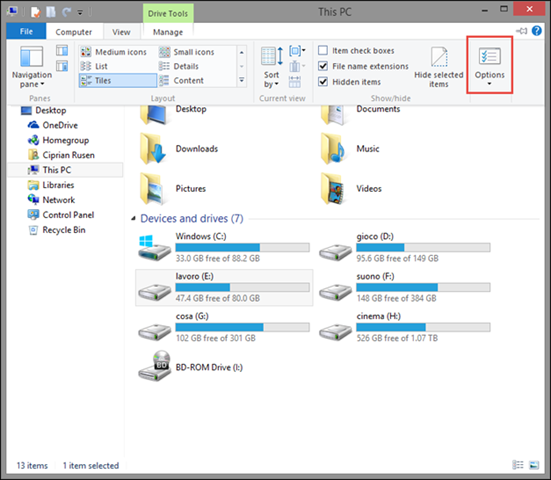 Drive Tools
This PC
File
Computer
View
Manage
Navigation
pane
Panes
Medium icons
Small icons
List
Details
Tiles
Content
Layout
Sort
by
Current view
Item check boxes
File name extensions
Hidden items
Hide selected
items
Show/hide
Options
Desktop
OneDrive
Homegroup
Ciprian Rusen
This PC
Libraries
Network
Control Panel
Recycle Bin
Desktop
Documents
Downloads
Music
Pictures
Videos
Devices and drives (7)
Windows (C:)
33.0 GB free of 88.2 GB
gioco (D:)
95.6 GB free of 149 GB
lavoro (E:)
47.4 GB free of 80.0 GB
suono (F:)
148 GB free of 384 GB
cosa (G:)
102 GB free of 301 GB
cinema (H:)
526 GB free of 1.07 TB
BD
BD-ROM Drive (I:)
13 items
1 item selected